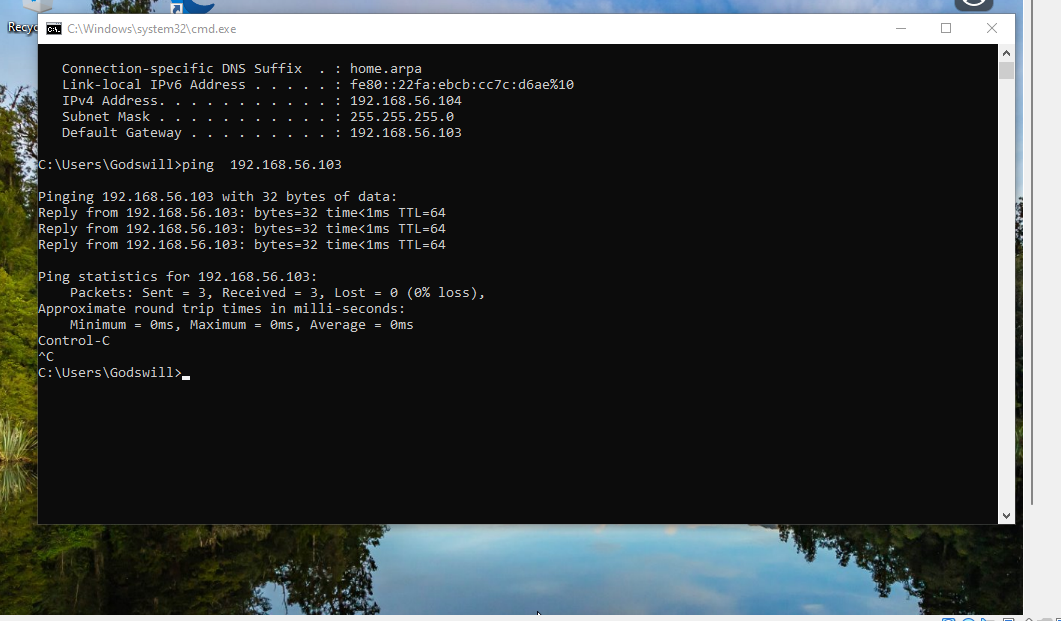 Recyc
C:\Windows\system32\cmd.exe
Connection-specific DNS Suffix  . : home.arpa
Link-local IPv6 Address . . . . . : fe80::22fa:ebcb:cc7c:d6ae%10
IPv4 Address. . . . . . . . . . . : 192.168.56.104
Subnet Mask . . . . . . . . . . . : 255.255.255.0
Default Gateway . . . . . . . . . : 192.168.56.103
C:\Users\Godswill>ping  192.168.56.103
Pinging 192.168.56.103 with 32 bytes of data:
Reply from 192.168.56.103: bytes=32 time<1ms TTL=64
Reply from 192.168.56.103: bytes=32 time<1ms TTL=64
Reply from 192.168.56.103: bytes=32 time<1ms TTL=64
Ping statistics for 192.168.56.103:
Packets: Sent = 3, Received = 3, Lost = 0 (0% loss),
Approximate round trip times in milli-seconds:
Minimum = 0ms, Maximum = 0ms, Average = 0ms
Control-C
^C
C:\Users\Godswill>